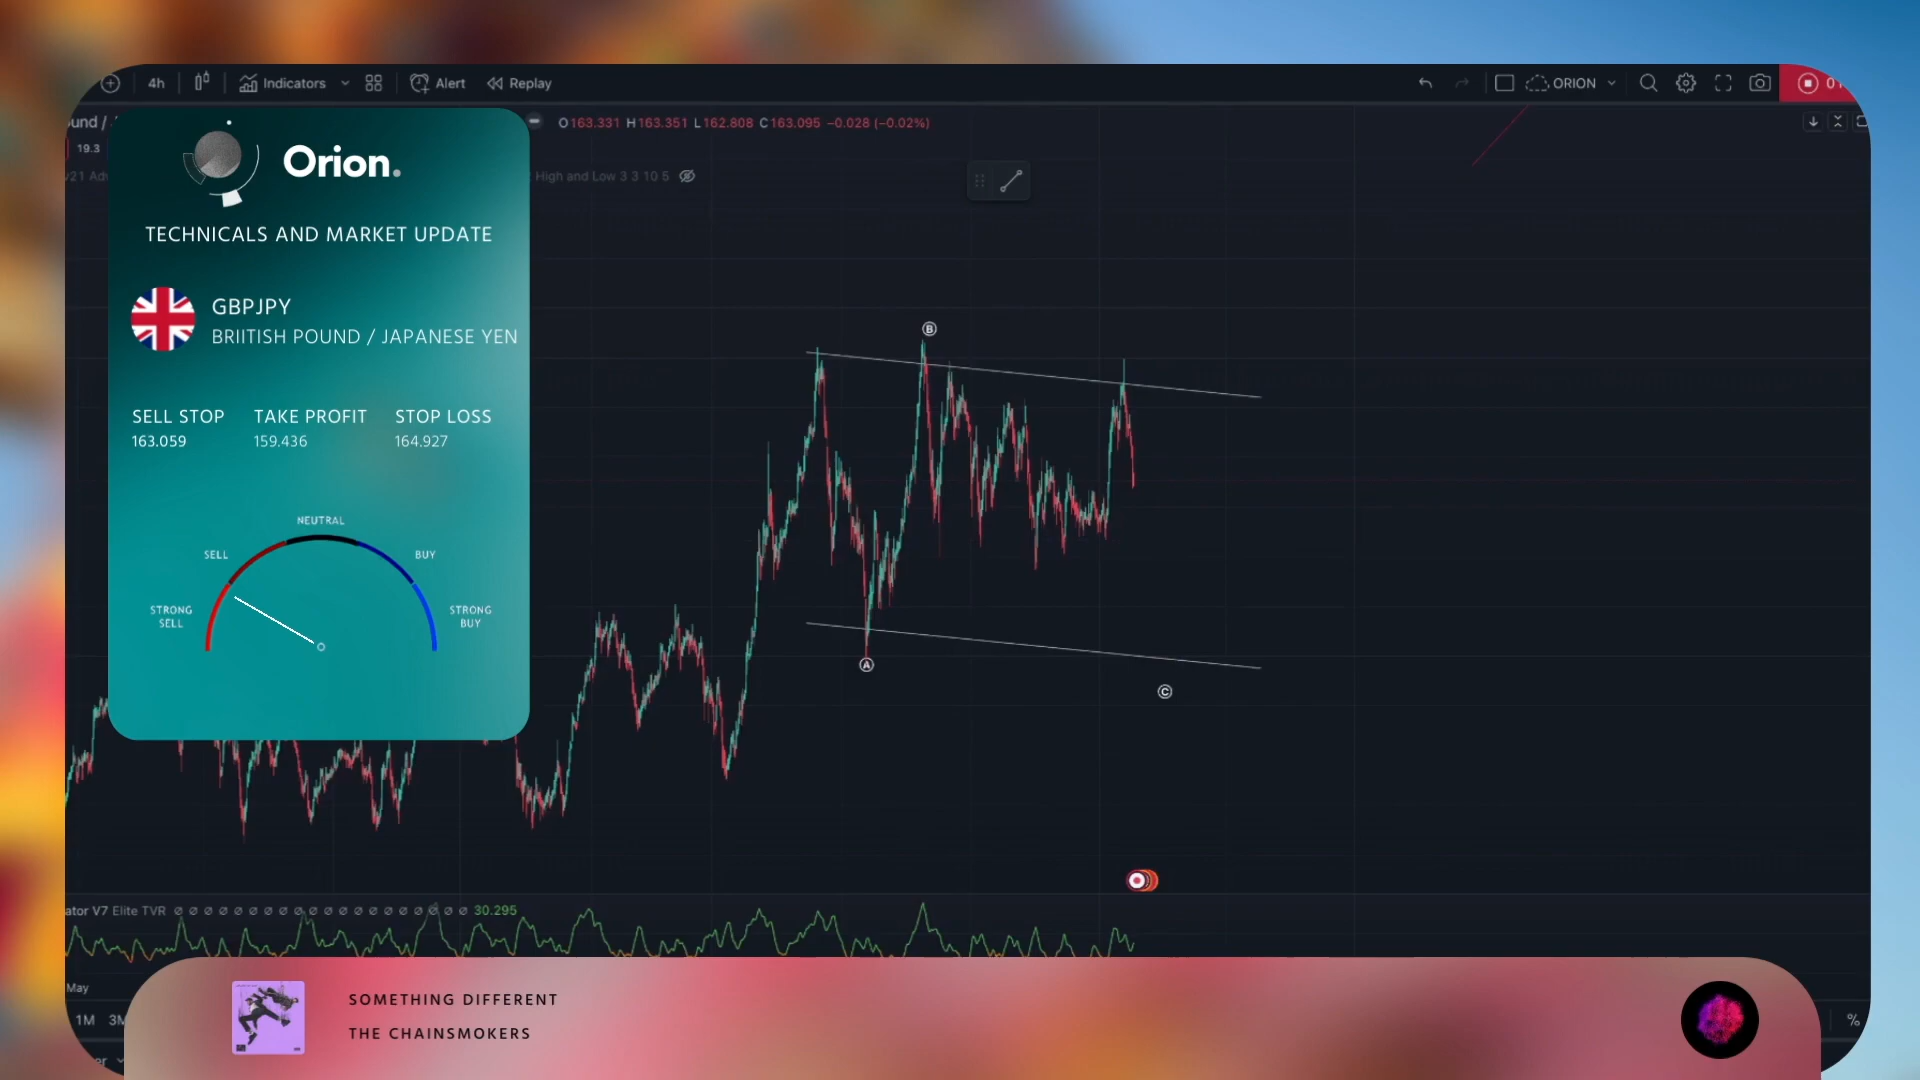 4h Indicators Alert Replay ORION
und / O163.331 H163.351 L162.808 C163.095 −0.028 (−0.02%)
19.3
High and Low 3 3 10 5
Orion.
TECHNICALS AND MARKET UPDATE
GBPJPY
BRIITISH POUND / JAPANESE YEN
SELL STOP TAKE PROFIT STOP LOSS
163.059 159.436 164.927
NEUTRAL
SELL BUY
STRONG SELL
STRONG BUY
B
A
C
ator V7 Elite TVR ∅ ∅ ∅ ∅ ∅ ∅ ∅ ∅ ∅ ∅ ∅ ∅ ∅ ∅ ∅ ∅ ∅ ∅ ∅ ∅ 30.295
May
1M 3M %
SOMETHING DIFFERENT
THE CHAINSMOKERS